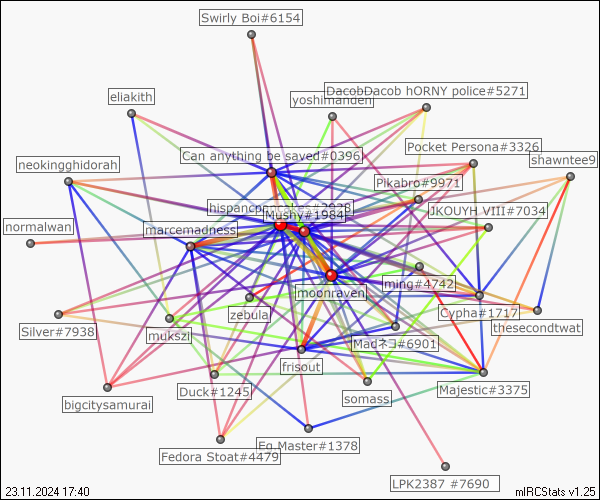 Swirly Boi#6154
DacobDacob hORNY police#5271
eliakith
yoshimanden
Pocket Persona#3326
Can anything be saved#0396
shawntee9
neokingghidorah
Pikabro#9971
hispancpancakes#3928
JKOUYH VIII#7034
Mushy#1984
normalwan
marcemadness
ming#4742
moonraven
zebula
Cypha#1717
thesecondtwat
Silver#7938
mukszi
Madネコ#6901
frisout
Duck#1245
Majestic#3375
somass
bigcitysamurai
Eg Master#1378
Fedora Stoat#4479
LPK2387 #7690
23.11.2024 17:40
mIRCStats v1.25